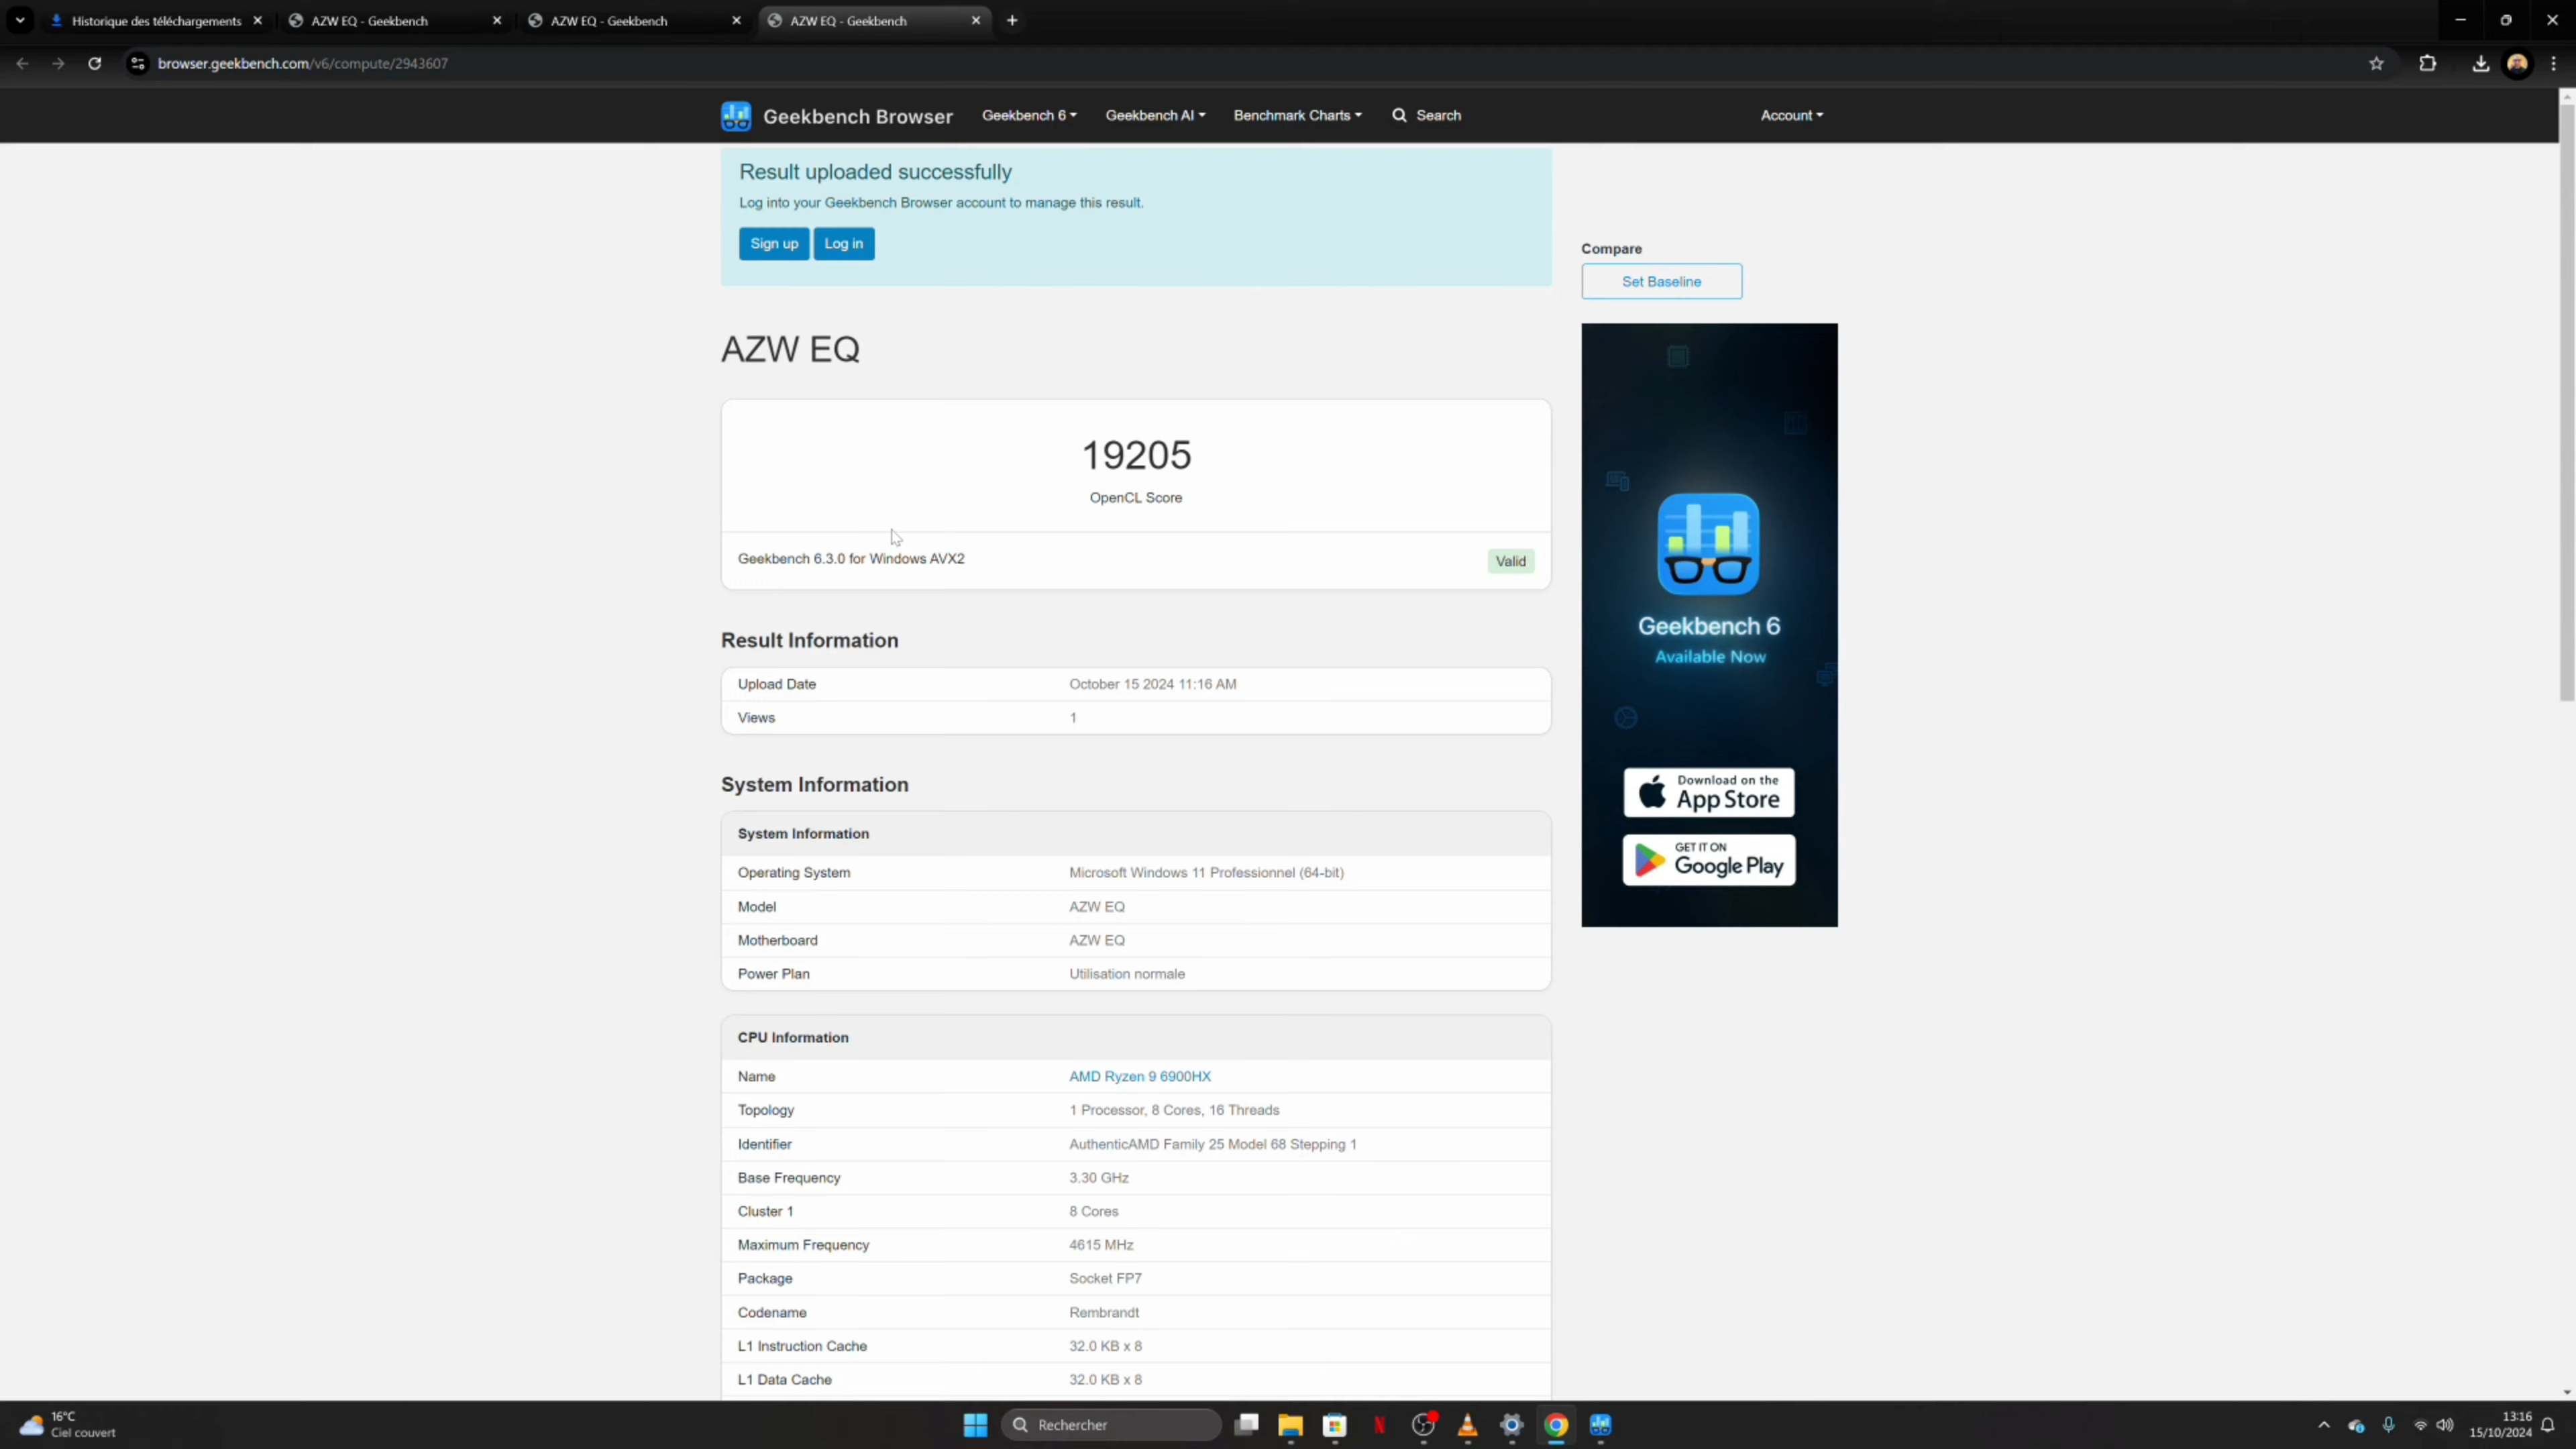 Historique des téléchargements
AZW EQ - Geekbench
AZW EQ - Geekbench
AZW EQ - Geekbench
browser.geekbench.com/v6/compute/2943607
Geekbench Browser
Geekbench 6
Geekbench AI
Benchmark Charts
Search
Account
Result uploaded successfully
Log into your Geekbench Browser account to manage this result.
Sign up
Log in
Compare
Set Baseline
AZW EQ
19205
OpenCL Score
Geekbench 6.3.0 for Windows AVX2
Valid
Result Information
Upload Date October 15 2024 11:16 AM
Views 1
System Information
System Information
Operating System Microsoft Windows 11 Professionnel (64-bit)
Model AZW EQ
Motherboard AZW EQ
Power Plan Utilisation normale
CPU Information
Name AMD Ryzen 9 6900HX
Topology 1 Processor, 8 Cores, 16 Threads
Identifier AuthenticAMD Family 25 Model 68 Stepping 1
Base Frequency 3.30 GHz
Cluster 1 8 Cores
Maximum Frequency 4615 MHz
Package Socket FP7
Codename Rembrandt
L1 Instruction Cache 32.0 KB x 8
L1 Data Cache 32.0 KB x 8
Geekbench 6
Available Now
Download on the
App Store
GET IT ON
Google Play
16°C
Ciel couvert
Rechercher
13:16
15/10/2024